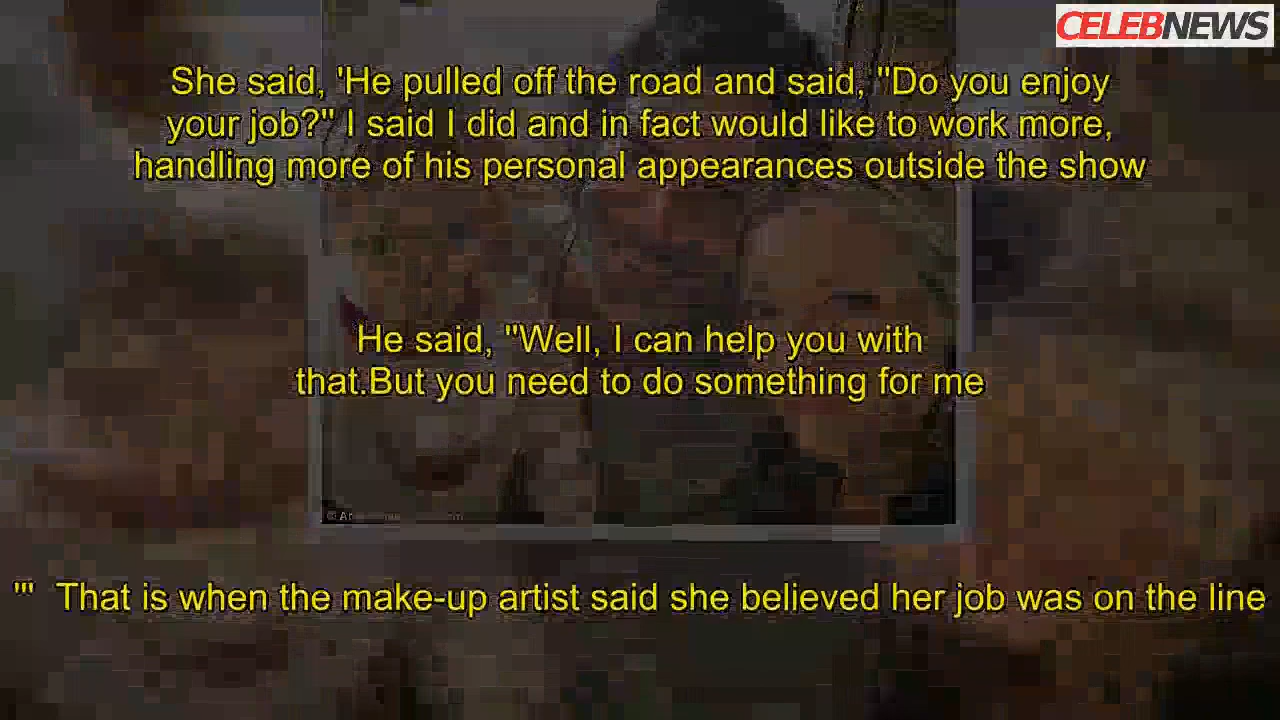 CELEBNEWS
She said, 'He pulled off the road and said, "Do you enjoy
your job?" I said I did and in fact would like to work more,
handling more of his personal appearances outside the show
He said, "Well, I can help you with
that.But you need to do something for me
"' That is when the make-up artist said she believed her job was on the line